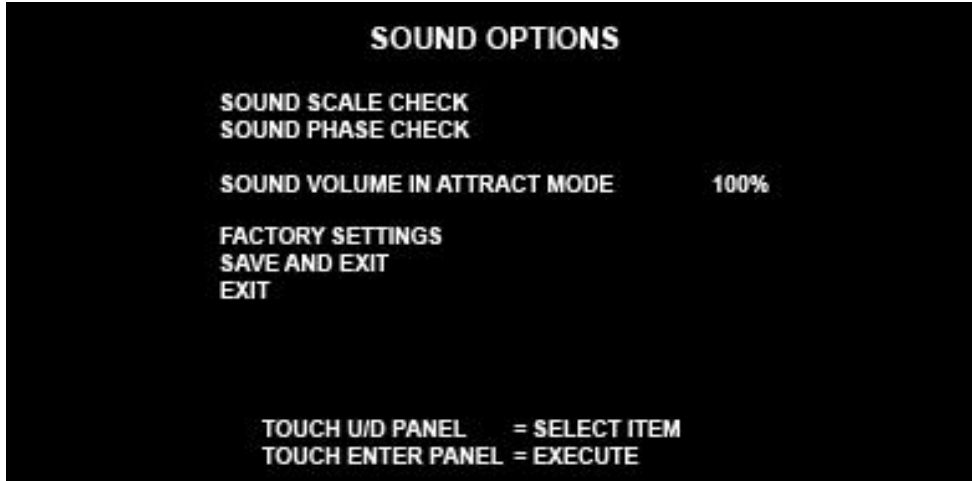 SOUND OPTIONS
SOUND SCALE CHECK
SOUND PHASE CHECK
SOUND VOLUME IN ATTRACT MODE 100%
FACTORY SETTINGS
SAVE AND EXIT
EXIT
TOUCH U/D PANEL = SELECT ITEM
TOUCH ENTER PANEL = EXECUTE